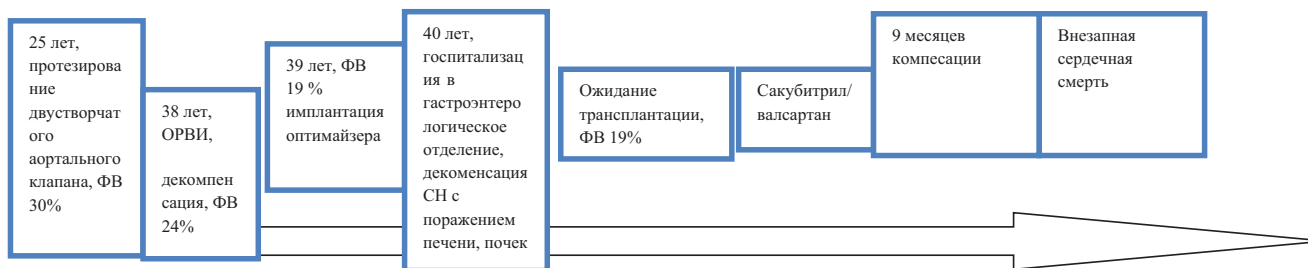 25 лет,
протезирова
ние
двустворчат
ого
аортального
клапана, ФВ
30%
38 лет,
ОРВИ,
декомпен
сация, ФВ
24%
39 лет, ФВ
19 %
имплантация
оптимайзера
40 лет,
госпитализац
ия в
гастроэнтеро
логическое
отделение,
декоменсация
СН с
поражением
печени, почек
Ожидание
трансплантации,
ФВ 19%
Сакубитрил/
валсартан
9 месяцев
компесации
Внезапная
сердечная
смерть